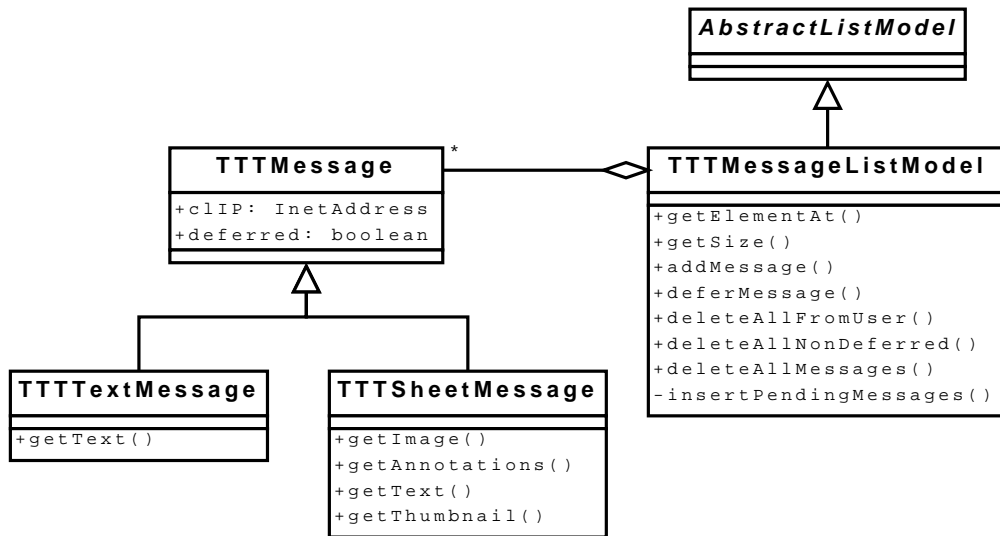 AbstractListModel
TTTMessage
+clIP: InetAddress
+deferred: boolean
*
TTTMessageListModel
+getElementAt()
+getSize()
+addMessage()
+deferMessage()
+deleteAllFromUser()
+deleteAllNonDeferred()
+deleteAllMessages()
-insertPendingMessages()
TTTTextMessage
+getText()
TTTSheetMessage
+getImage()
+getAnnotations()
+getText()
+getThumbnail()